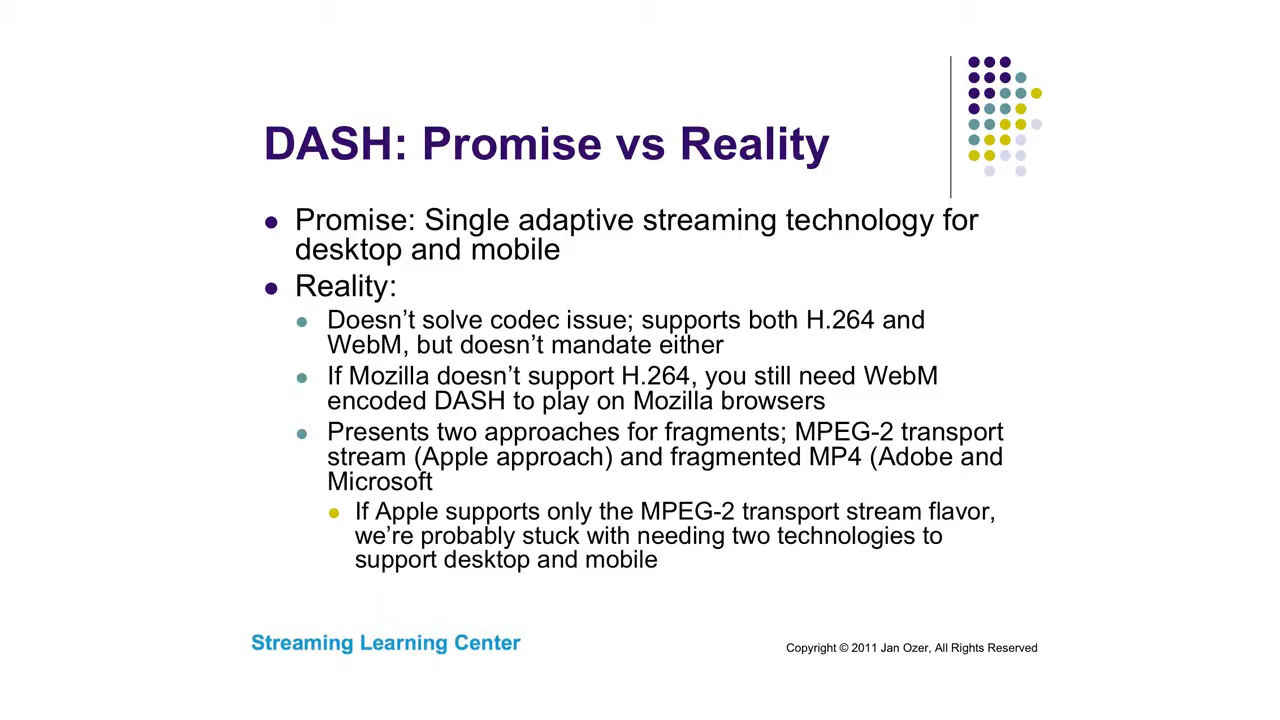 DASH: Promise vs Reality
Promise: Single adaptive streaming technology for
desktop and mobile
Reality:
Doesn’t solve codec issue; supports both H.264 and
WebM, but doesn’t mandate either
If Mozilla doesn’t support H.264, you still need WebM
encoded DASH to play on Mozilla browsers
Presents two approaches for fragments; MPEG-2 transport
stream (Apple approach) and fragmented MP4 (Adobe and
Microsoft
If Apple supports only the MPEG-2 transport stream flavor,
we’re probably stuck with needing two technologies to
support desktop and mobile
Streaming Learning Center
Copyright © 2011 Jan Ozer, All Rights Reserved